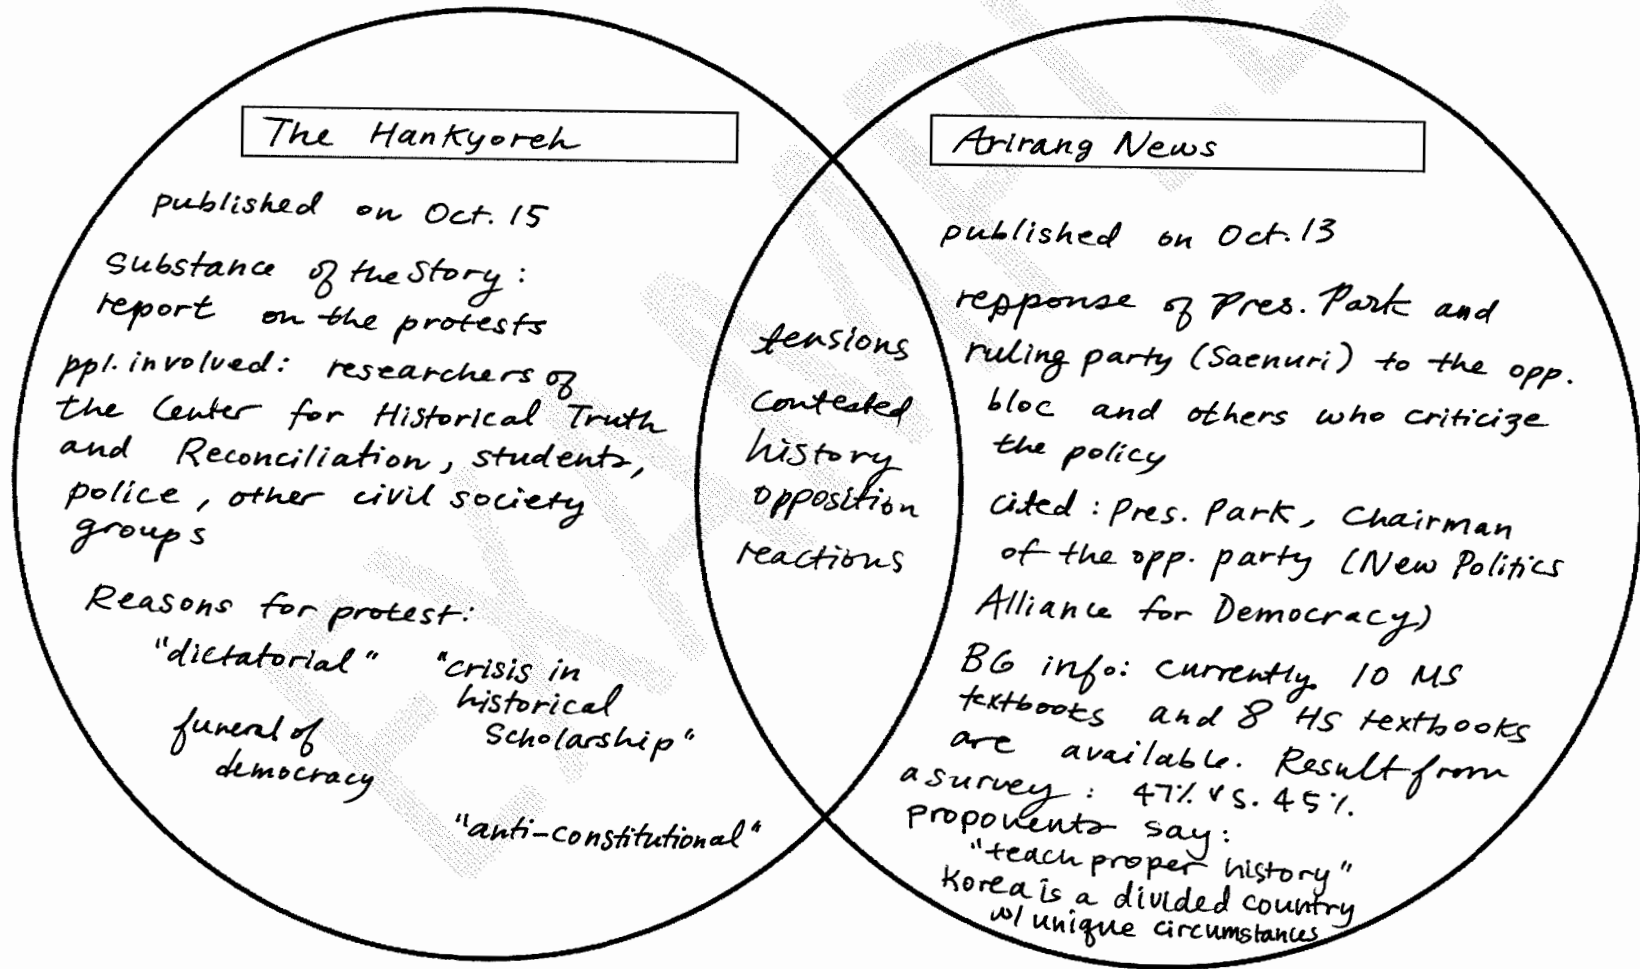 The Hankyoreh
published on Oct. 15
Substance of the Story :
report on the protests
ppl. involved: researchers of
the Center for Historical Truth
and Reconciliation, students,
police, other civil society
groups
Reasons for protest:
"dictatorial"
"crisis in
historical
Scholarship"
funeral of
democracy
"anti-constitutional"
tensions
contested
history
opposition
reactions
Arirang News
published on Oct. 13
repponse of Pres. Park and
ruling party (Saenuri) to the opp.
bloc and others who criticize
the policy
cited : Pres. Park, Chairman
of the opp. party (New Politics
Alliance for Democracy)
BG info: Currently 10 MS
textbooks and 8 HS textbooks
are available. Result from
a survey : 47% vs. 45%.
proponents say:
"teach proper history"
Korea is a divided country
w/ unique circumstances
EXAMPLE